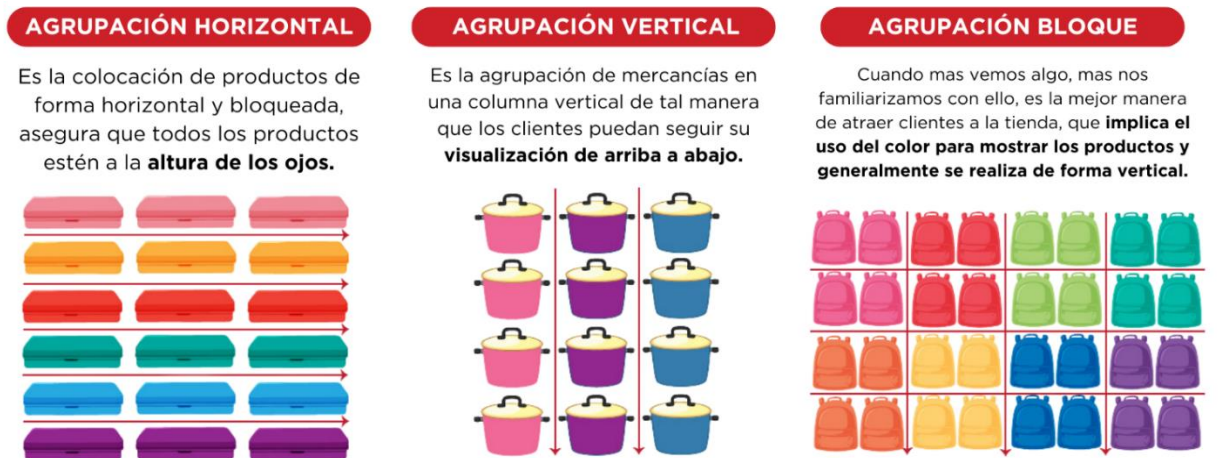 AGRUPACIÓN HORIZONTAL
Es la colocación de productos de
forma horizontal y bloqueada,
asegura que todos los productos
estén a la altura de los ojos.
AGRUPACIÓN VERTICAL
Es la agrupación de mercancías en
una columna vertical de tal manera
que los clientes puedan seguir su
visualización de arriba a abajo.
AGRUPACIÓN BLOQUE
Cuando mas vemos algo, mas nos
familiarizamos con ello, es la mejor manera
de atraer clientes a la tienda, que implica el
uso del color para mostrar los productos y
generalmente se realiza de forma vertical.